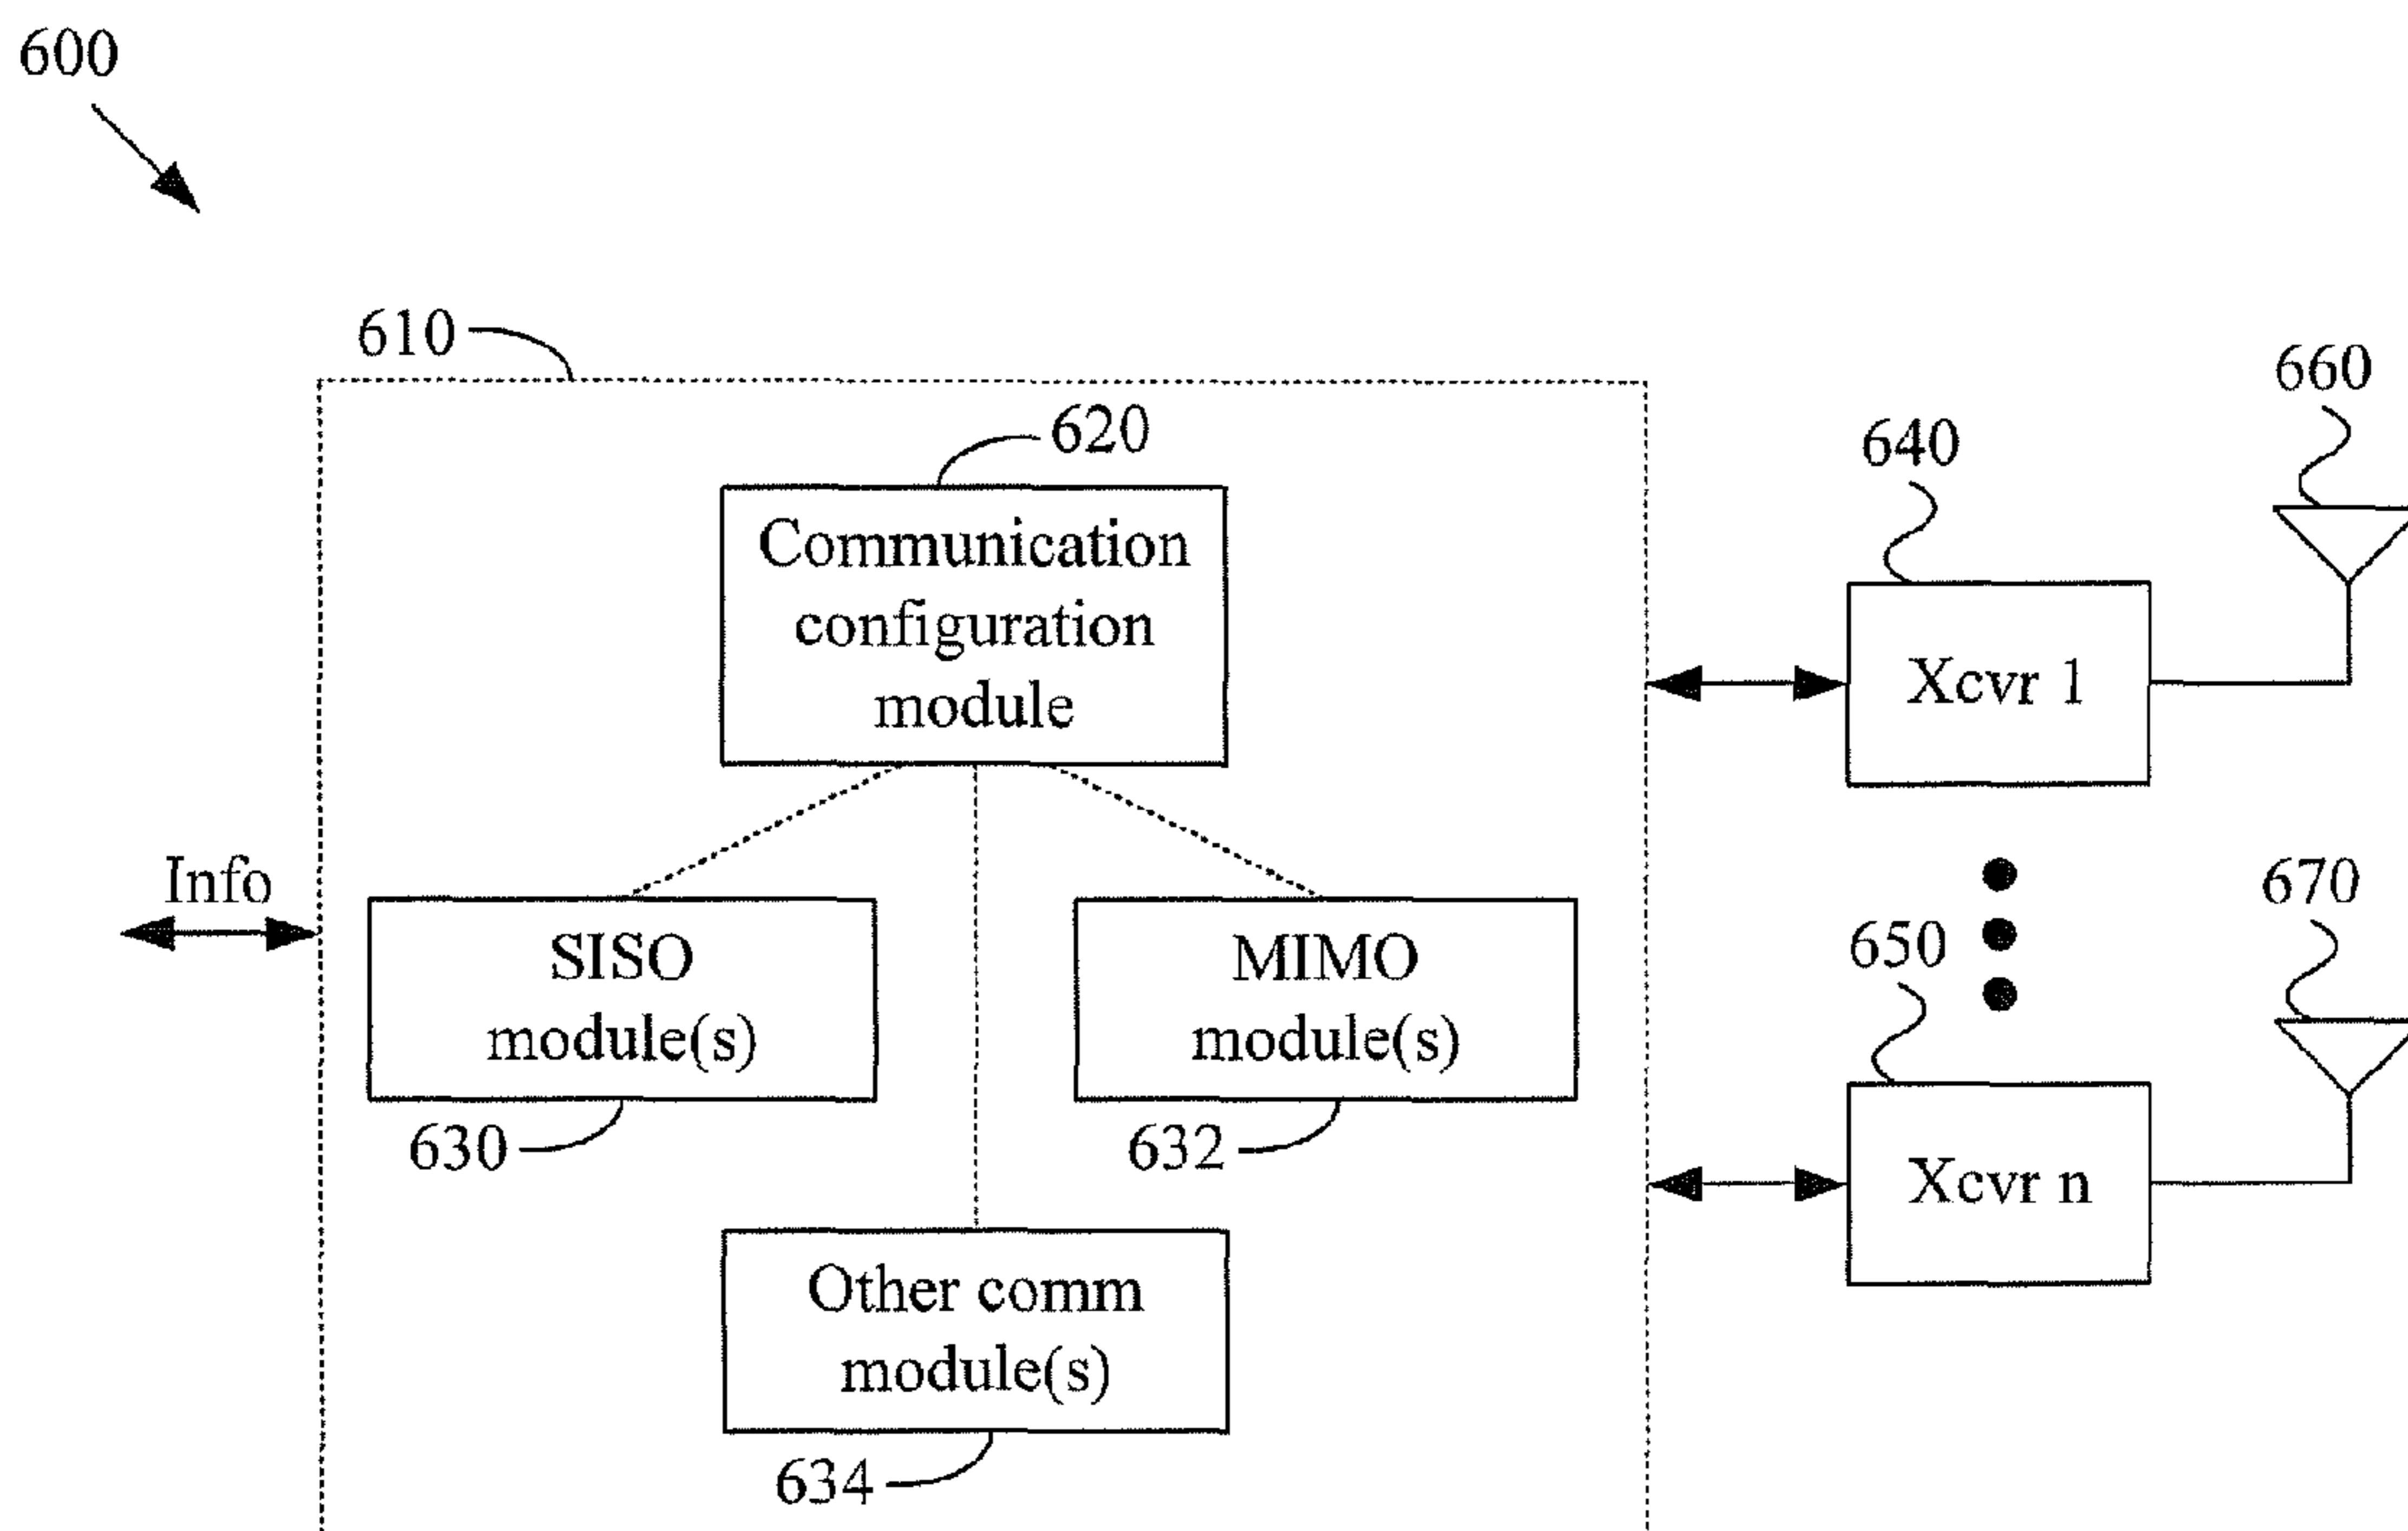 600
610
620
660
640
Communication
configuration
module
Xcvr 1
Info
SISO
module(s)
MIMO
module(s)
650
670
630
632
Xcvr n
Other comm
module(s)
634